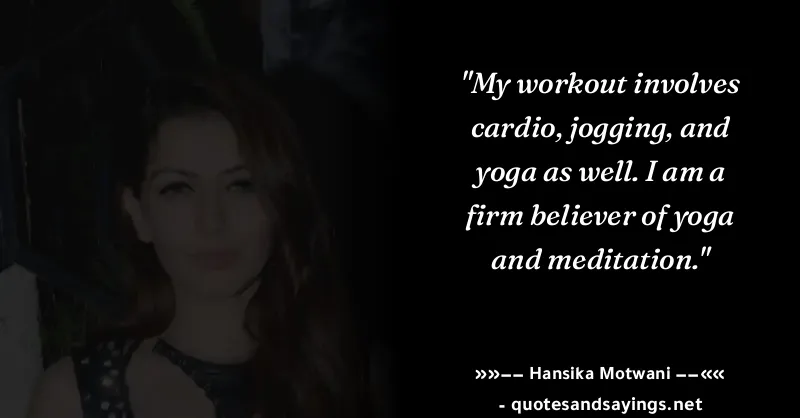 "My workout involves
cardio, jogging, and
yoga as well. I am a
firm believer of yoga
and meditation."
»»–– Hansika Motwani ––««
- quotesandsayings.net